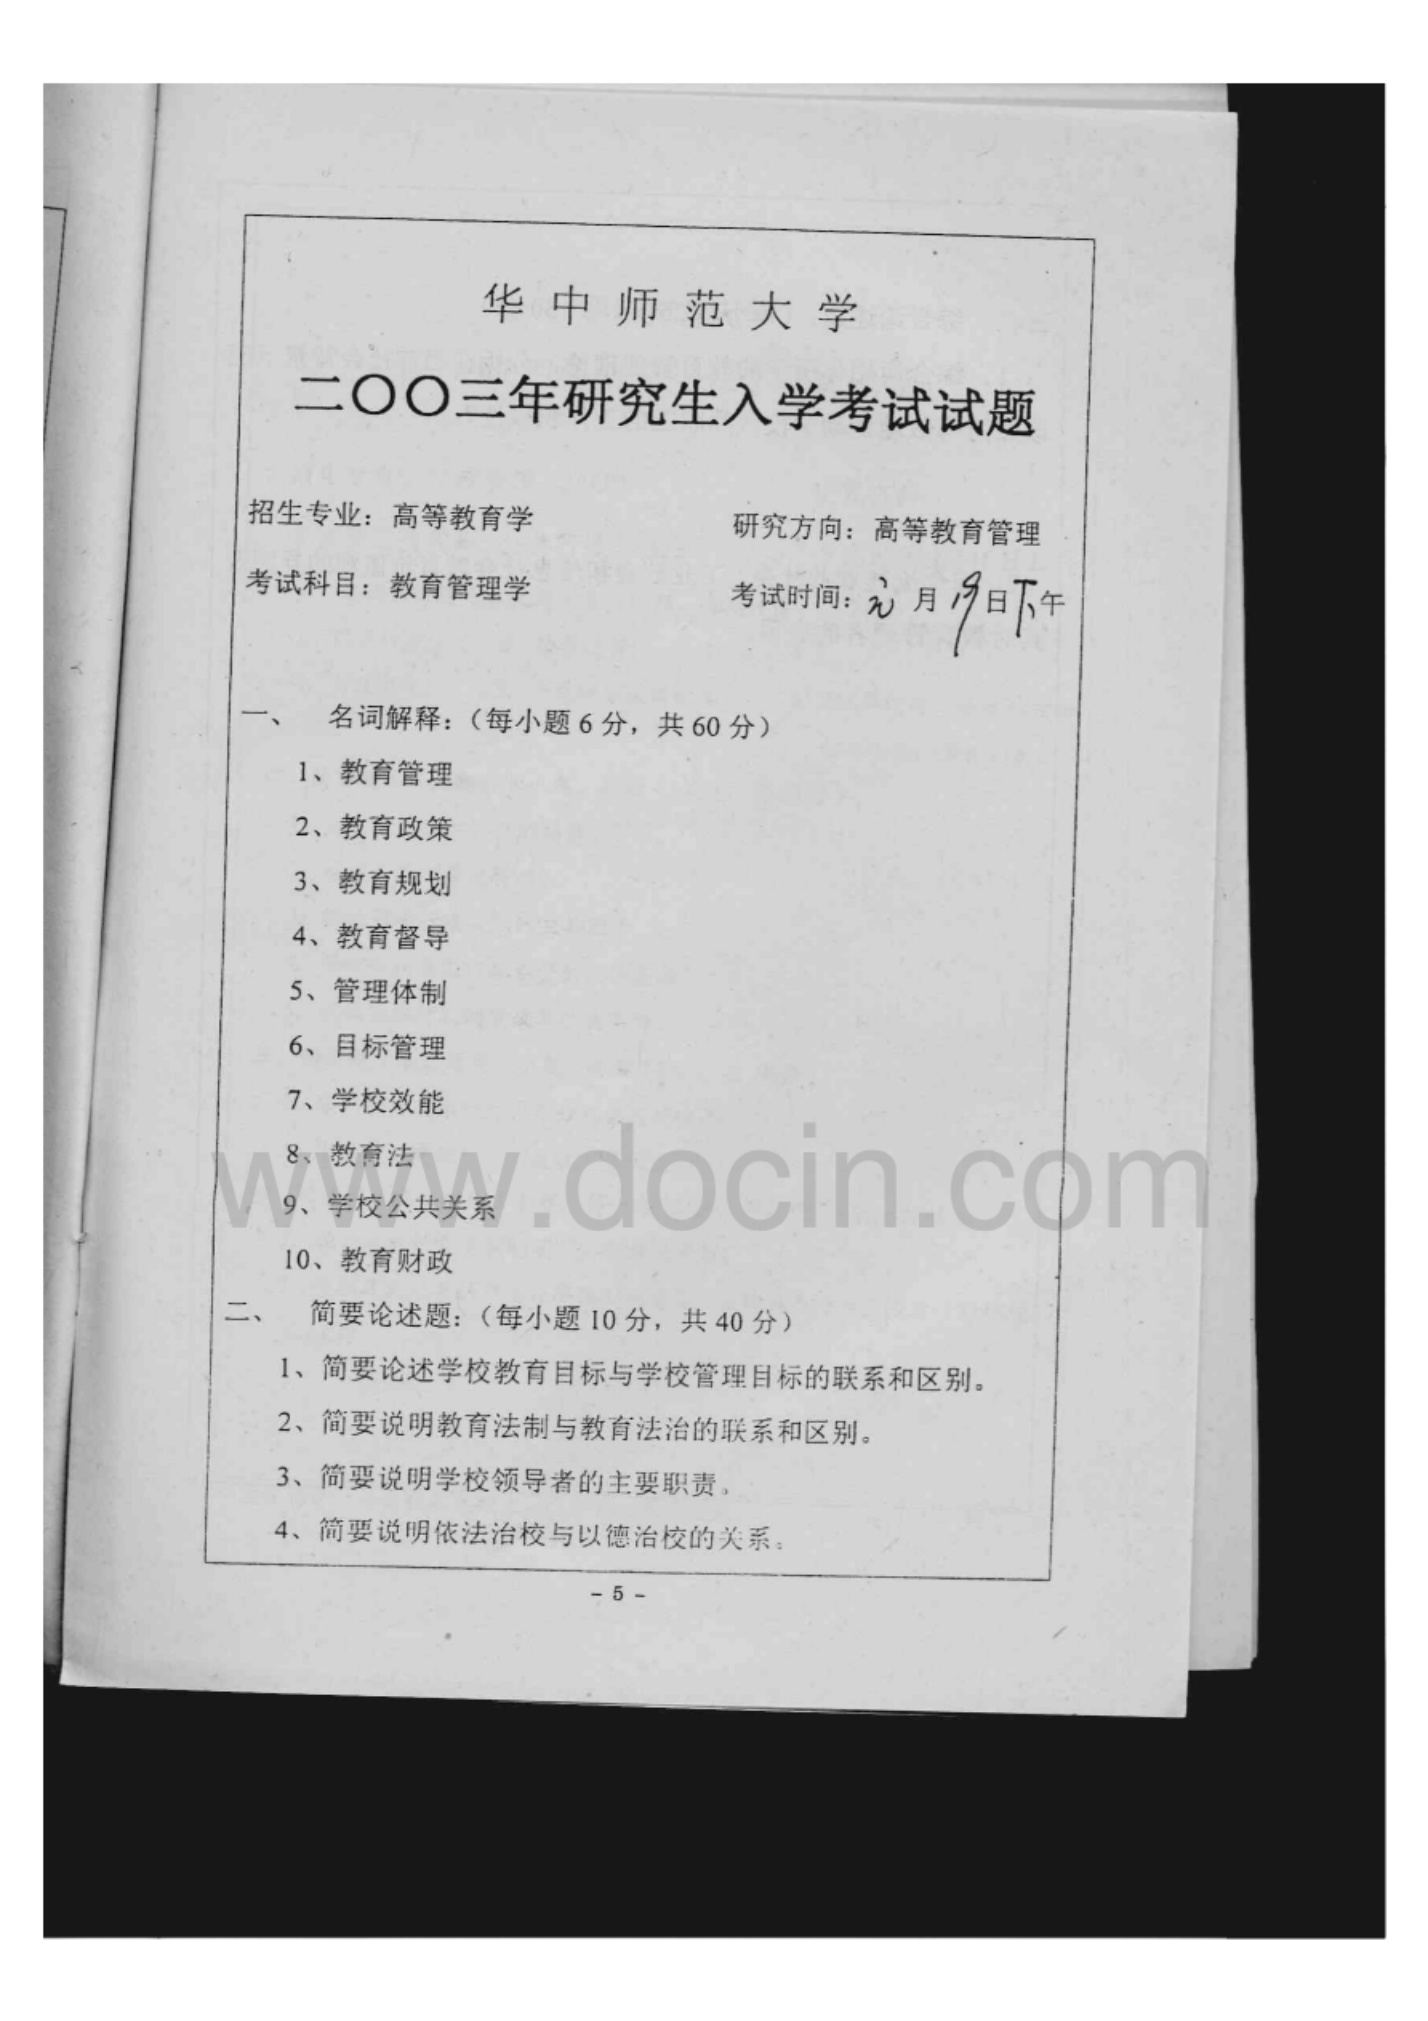 华中师范大学
二〇〇三年研究生入学考试试题
招生专业：高等教育学 研究方向：高等教育管理
考试科目：教育管理学 考试时间：元月19日下午
一、 名词解释：（每小题6分，共60分）
1、教育管理
2、教育政策
3、教育规划
4、教育督导
5、管理体制
6、目标管理
7、学校效能
8、教育法
9、学校公共关系
10、教育财政
二、 简要论述题：（每小题10分，共40分）
1、简要论述学校教育目标与学校管理目标的联系和区别。
2、简要说明教育法制与教育法治的联系和区别。
3、简要说明学校领导者的主要职责。
4、简要说明依法治校与以德治校的关系。
- 5 -
www.docin.com